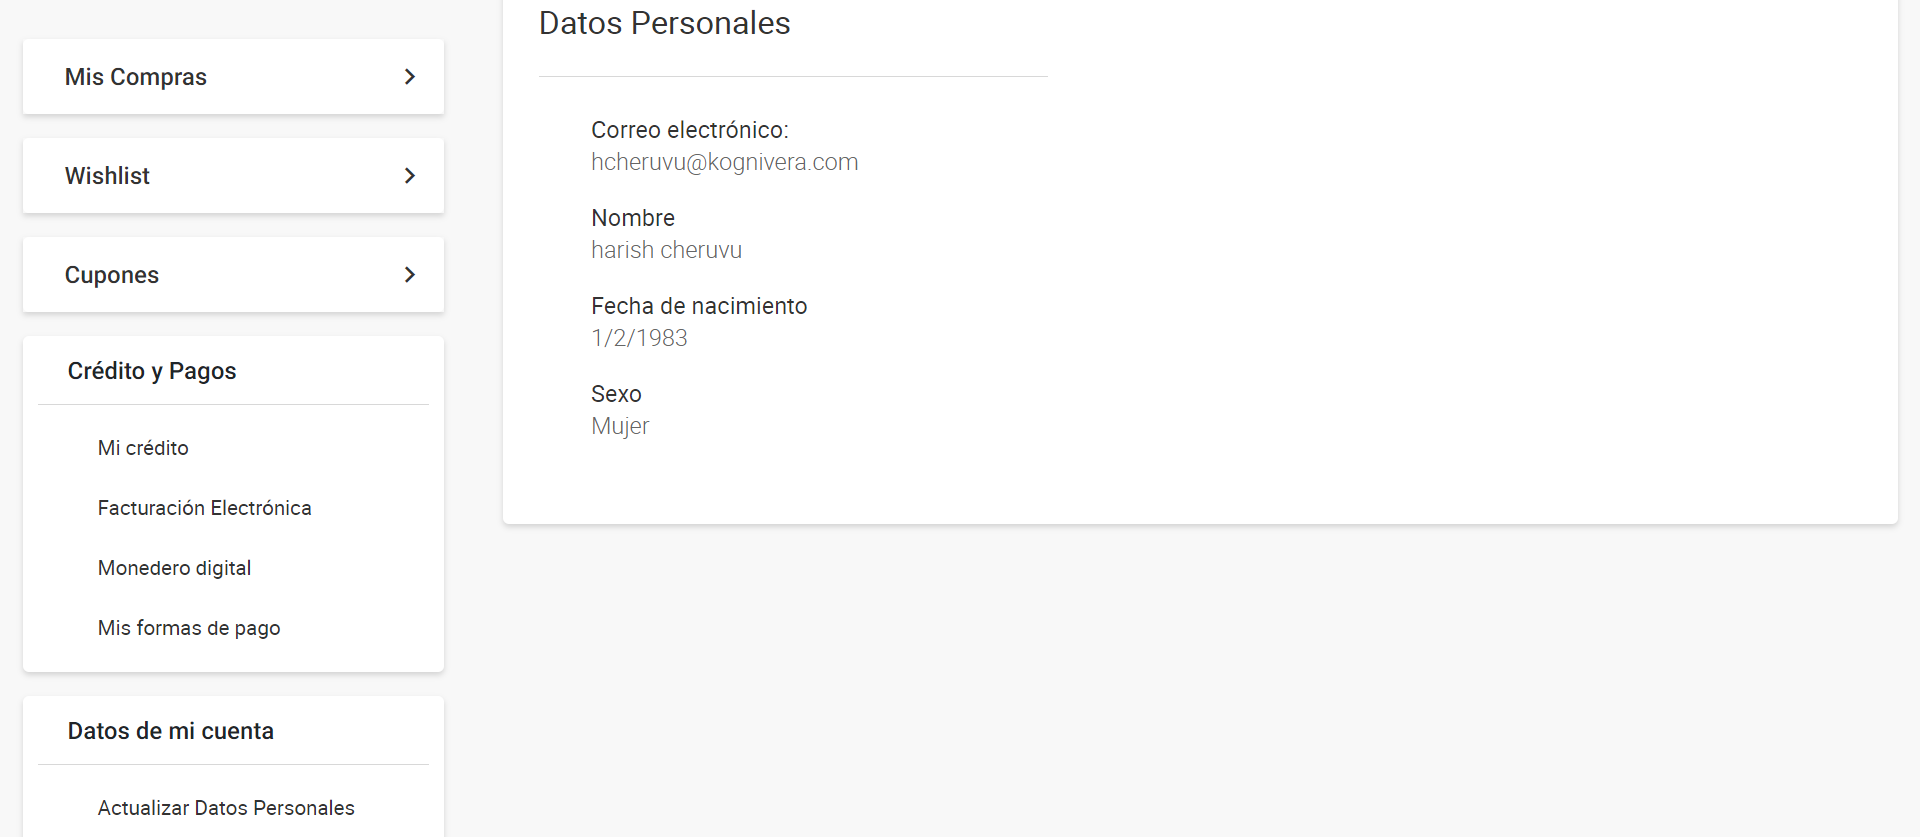 Mis Compras
Wishlist
Cupones
Crédito y Pagos
Mi crédito
Facturación Electrónica
Monedero digital
Mis formas de pago
Datos de mi cuenta
Actualizar Datos Personales
Datos Personales
Correo electrónico:
hcheruvu@kognivera.com
Nombre
harish cheruvu
Fecha de nacimiento
1/2/1983
Sexo
Mujer